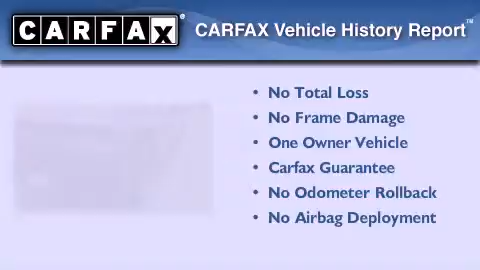 CARFAX® CARFAX Vehicle History Report™
• No Total Loss
• No Frame Damage
• One Owner Vehicle
• Carfax Guarantee
• No Odometer Rollback
• No Airbag Deployment